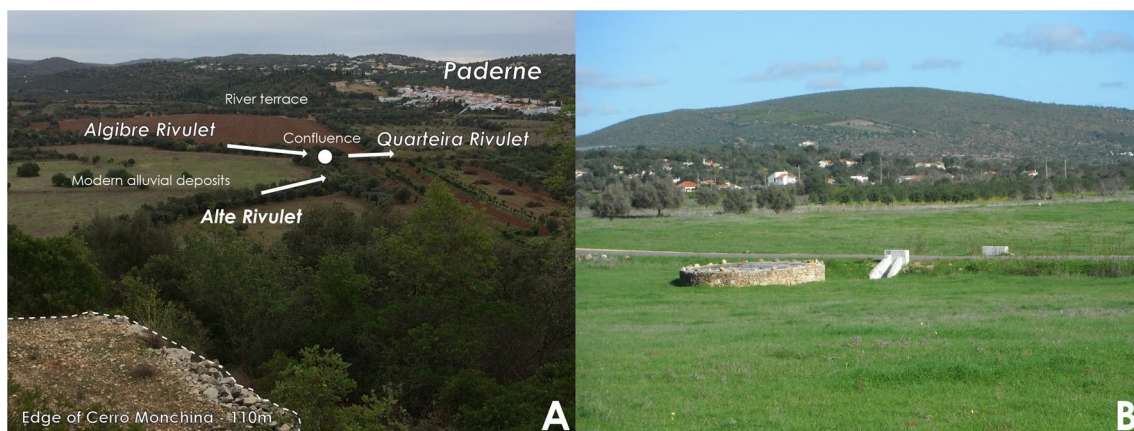 Paderne
River terrace
Algibre Rivulet
Confluence
Quarteira Rivulet
Modern alluvial deposits
Alte Rivulet
Edge of Cerro Monchina - 110m
A
B